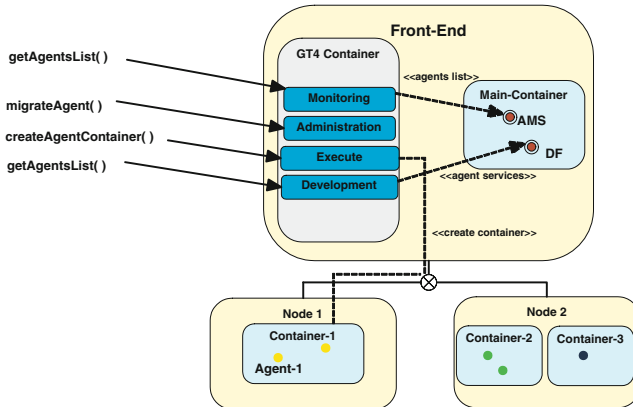 Front-End
GT4 Container
getAgentsList( )
<<agents list>>
Monitoring
Main-Container
migrateAgent( )
AMS
Administration
createAgentContainer( )
Execute
DF
getAgentsList( )
<<agent services>>
Development
<<create container>>
Node 1
Node 2
Container-1
Container-2
Container-3
Agent-1